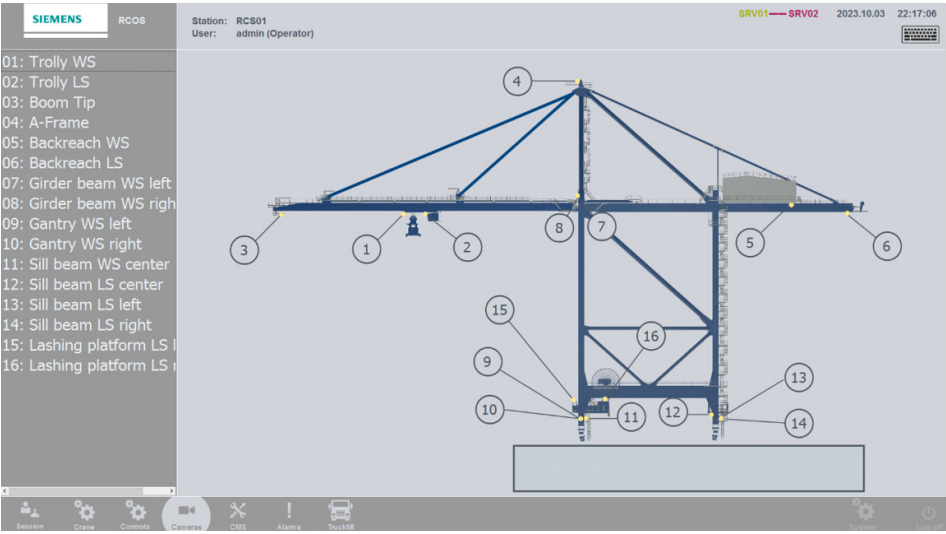 SIEMENS
RCOS
Station: RCS01
User: admin (Operator)
SRV01 SRV02 2023.10.03 22:17:06
01: Trolly WS
02: Trolly LS
03: Boom Tip
04: A-Frame
05: Backreach WS
06: Backreach LS
07: Girder beam WS left
08: Girder beam WS righ
09: Gantry WS left
10: Gantry WS right
11: Sill beam WS center
12: Sill beam LS center
13: Sill beam LS left
14: Sill beam LS right
15: Lashing platform LS l
16: Lashing platform LS r
4
3
1
2
8
7
5
6
15
16
9
13
10
11
12
14
Session Crane Controls Cameras CMS Alarms TruckMI System Log off